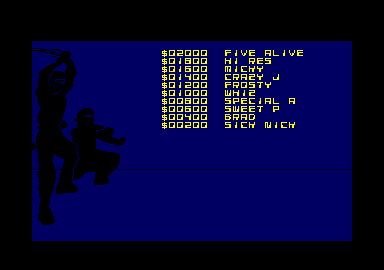 $02000 FIVE ALIVE
$01800 HI RES
$01600 MICKY
$01400 CRAZY J
$01200 FROSTY
$01000 WHIZ
$00800 SPECIAL A
$00600 SWEET P
$00400 BRAD
$00200 SICK NICK